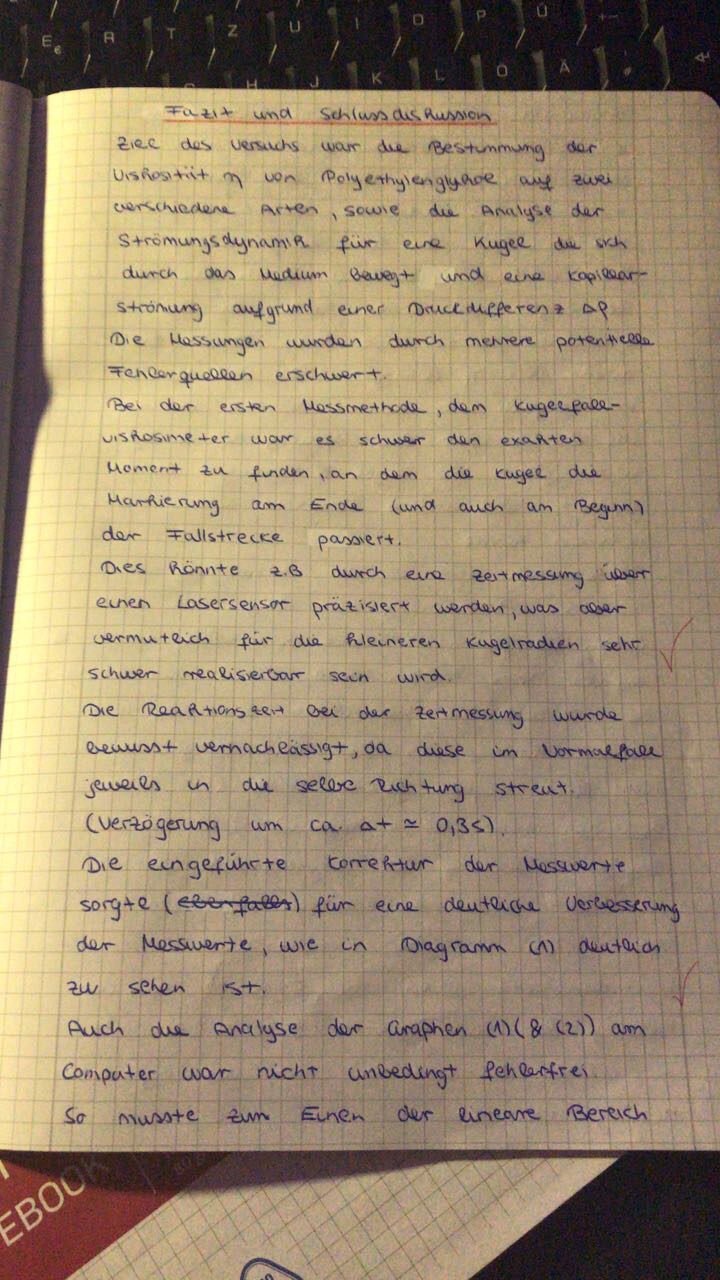 E €
R
T
Z
U
I
O
P
Ü
H
J
K
L
Ö
Ä
Fazit und Schlussdiskussion
Ziel des Versuchs war die Bestimmung der
Viskosität η von Polyethylenglykol auf zwei
verschiedene Arten, sowie die Analyse der
Strömungsdynamik für eine Kugel die sich
durch das Medium bewegt und eine Kapillar-
strömung aufgrund einer Druckdifferenz Δp
Die Messungen wurden durch mehrere potentielle
Fehlerquellen erschwert.
Bei der ersten Messmethode, dem Kugelfall-
viskosimeter war es schwer den exakten
Moment zu finden, an dem die Kugel die
Markierung am Ende (und auch am Beginn)
der Fallstrecke passiert.
Dies könnte z.B durch eine Zeitmessung über
einen Lasersensor präzisiert werden, was aber
vermutlich für die kleineren Kugelradien sehr
schwer realisierbar sein wird.
Die Reaktionszeit bei der Zeitmessung wurde
bewusst vernachlässigt, da diese im Normalfall
jeweils in die selbe Richtung streut.
(Verzögerung um ca. Δt ≃ 0,3s).
Die eingeführte Korrektur der Messwerte
sorgte (ebenfalls) für eine deutliche Verbesserung
der Messwerte, wie in Diagramm (1) deutlich
zu sehen ist.
Auch die Analyse der Graphen (1)(& (2)) am
Computer war nicht unbedingt fehlerfrei.
So musste zum Einen der lineare Bereich
EBOOK